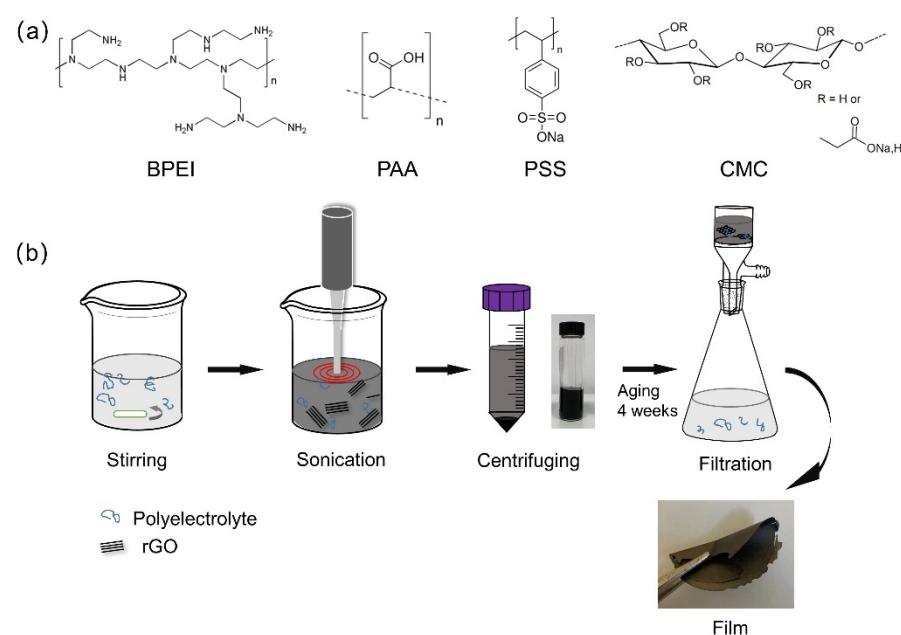 (a)
NH₂
H
N
NH₂
N
N
H
N
N
N
n
N
H₂N
NH₂
BPEI
O
OH
n
PAA
n
O=S=O
ONa
PSS
RO
OR
OR
O
O
RO
OR
O
O
RO
O
OR
R = H or
O
ONa,H
CMC
(b)
Stirring
Sonication
Centrifuging
Aging
4 weeks
Filtration
Polyelectrolyte
rGO
Film